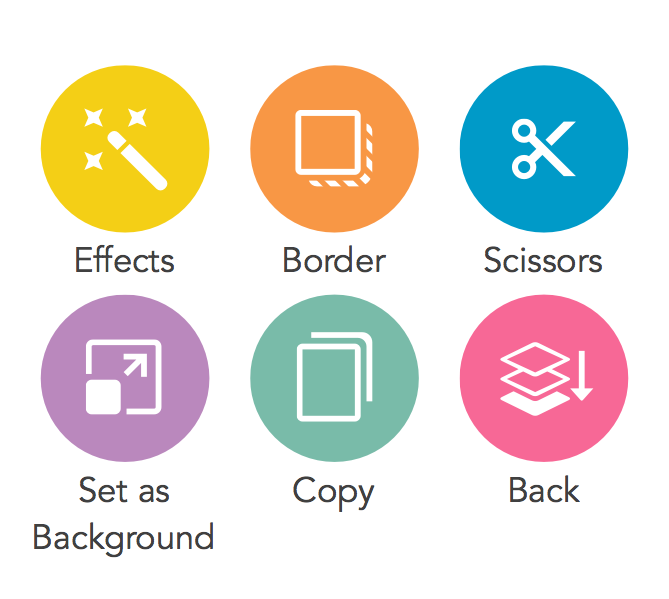 Effects
Border
Scissors
Set as
Background
Copy
Back